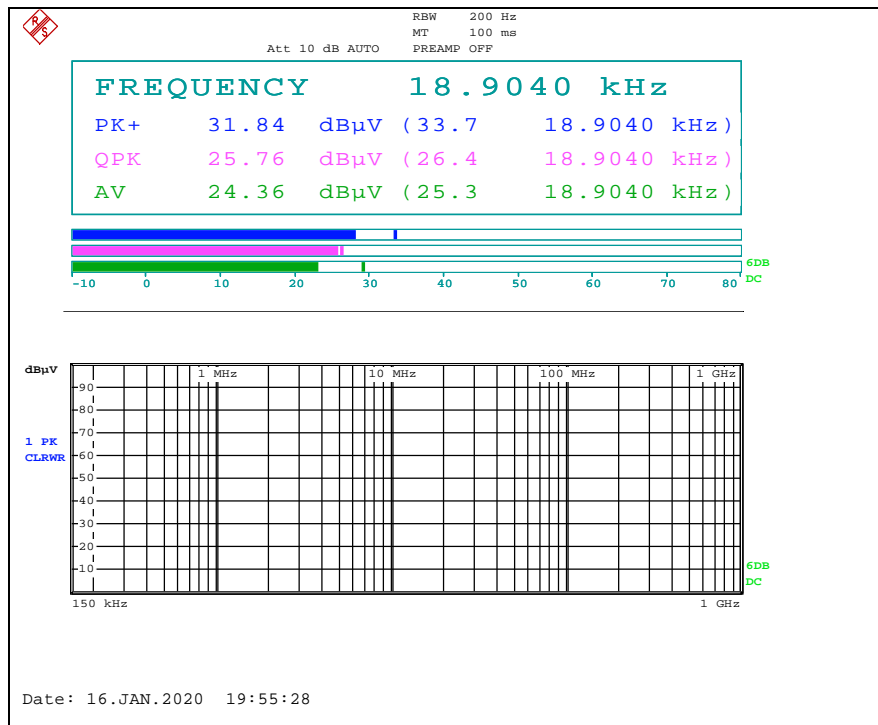 R S
RBW 200 Hz
MT 100 ms
Att 10 dB AUTO PREAMP OFF
FREQUENCY 18.9040 kHz
PK+ 31.84 dBµV (33.7 18.9040 kHz)
QPK 25.76 dBµV (26.4 18.9040 kHz)
AV 24.36 dBµV (25.3 18.9040 kHz)
6DB
DC
-10 0 10 20 30 40 50 60 70 80
dBµV
1 MHz 10 MHz 100 MHz 1 GHz
90
80
70
1 PK
CLRWR
60
50
40
30
20
10
6DB
DC
150 kHz 1 GHz
Date: 16.JAN.2020 19:55:28